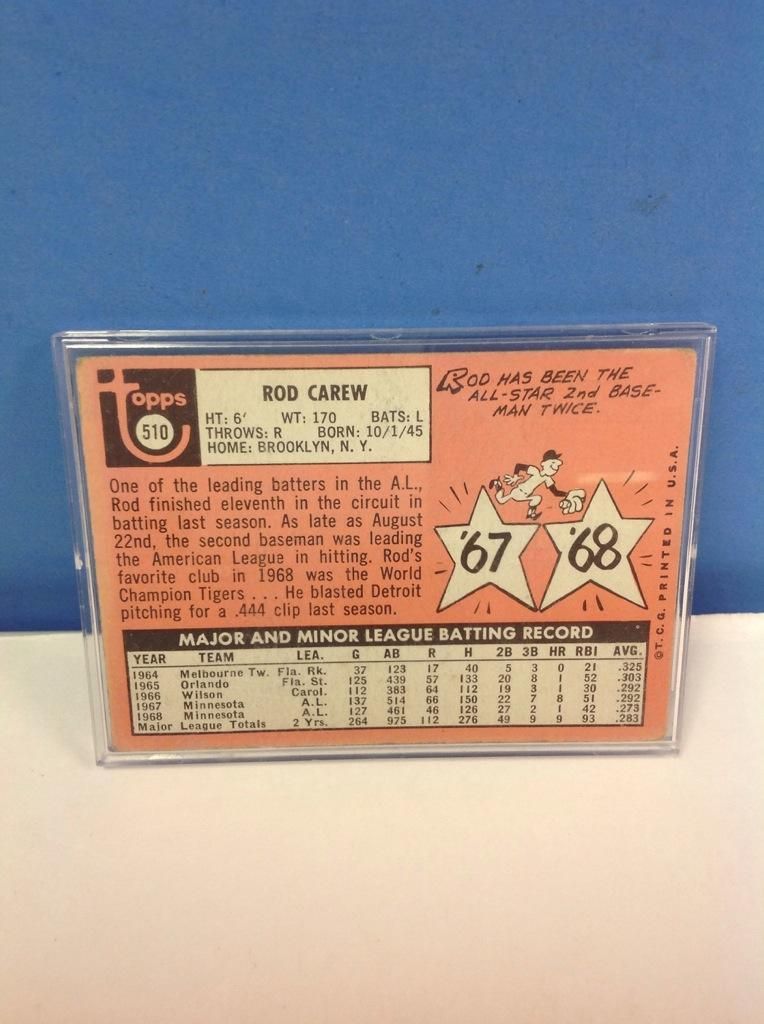 topps
510
ROD CAREW
HT: 6' WT: 170 BATS: L
THROWS: R BORN: 10/1/45
HOME: BROOKLYN, N. Y.
ROD HAS BEEN THE
ALL-STAR 2nd BASE-
MAN TWICE.
One of the leading batters in the A.L.,
Rod finished eleventh in the circuit in
batting last season. As late as August
22nd, the second baseman was leading
the American League in hitting. Rod's
favorite club in 1968 was the World
Champion Tigers . . . He blasted Detroit
pitching for a .444 clip last season.
'67 '68
MAJOR AND MINOR LEAGUE BATTING RECORD
YEAR TEAM LEA. G AB R H 2B 3B HR RBI AVG.
1964 Melbourne Tw. Fla. Rk. 37 123 17 40 5 3 0 21 .325
1965 Orlando Fla. St. 125 439 57 133 20 8 1 52 .303
1966 Wilson Carol. 112 383 64 112 19 3 1 30 .292
1967 Minnesota A.L. 137 514 66 150 22 7 8 51 .292
1968 Minnesota A.L. 127 461 46 126 27 2 1 42 .273
Major League Totals 2 Yrs. 264 975 112 276 49 9 9 93 .283
©T.C.G. PRINTED IN U.S.A.